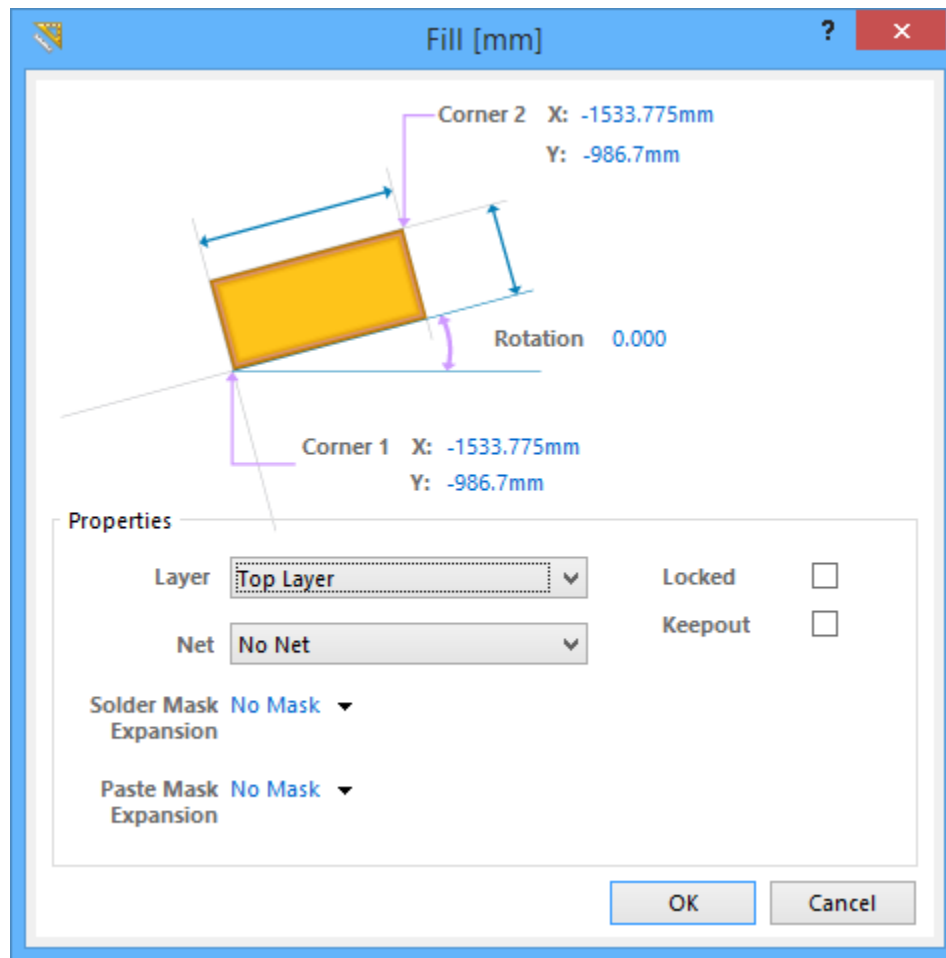 Fill [mm]
?
Corner 2 X: -1533.775mm
Y: -986.7mm
Rotation 0.000
Corner 1 X: -1533.775mm
Y: -986.7mm
Properties
Layer Top Layer Locked
Keepout
Net No Net
Solder Mask No Mask
Expansion
Paste Mask No Mask
Expansion
OK Cancel